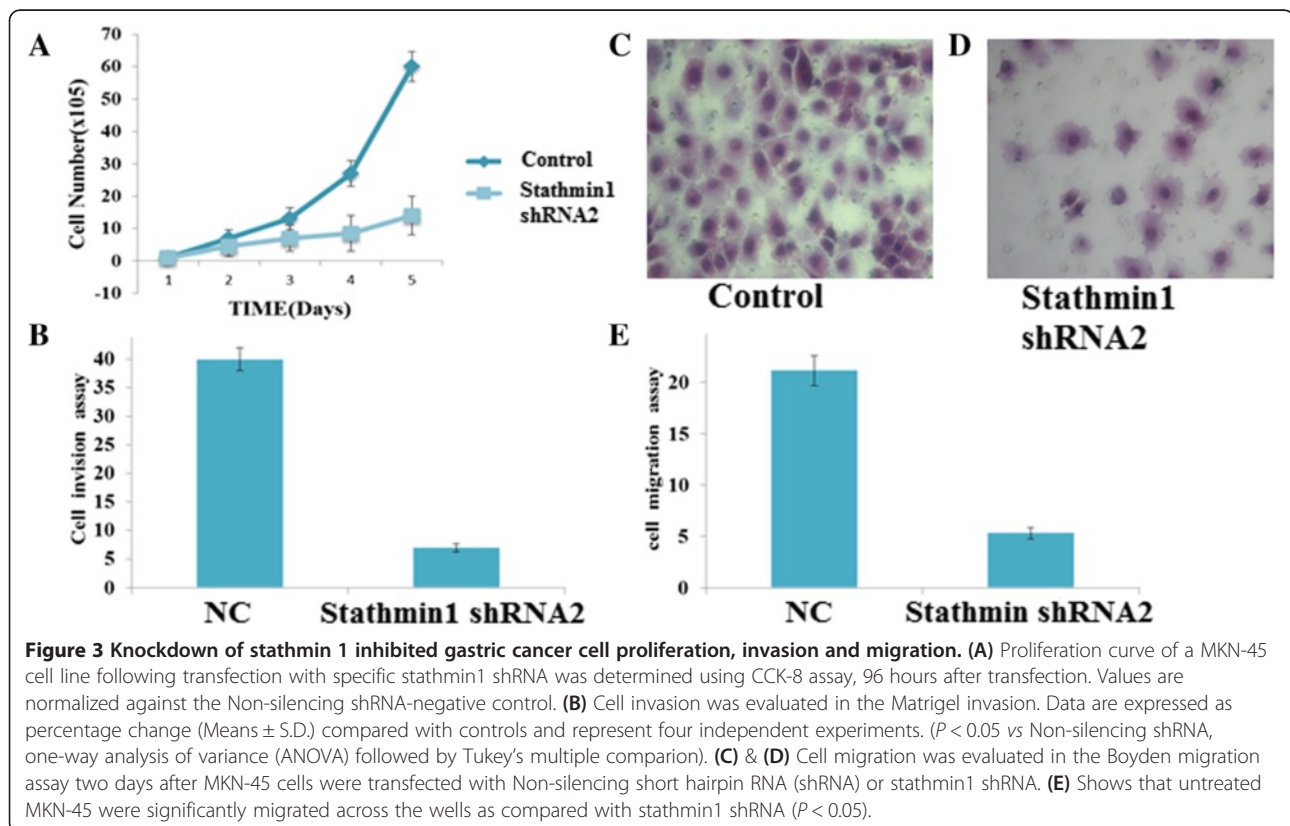 A
70
60
50
40
30
20
10
0
-10
Cell Number(x105)
1 2 3 4 5
TIME(Days)
Control
Stathmin1
shRNA2
C
Control
D
Stathmin1
shRNA2
B
40
35
30
25
20
15
10
5
0
Cell invision assay
NC Stathmin1 shRNA2
E
20
15
10
5
0
cell migration assay
NC Stathmin shRNA2
Figure 3 Knockdown of stathmin 1 inhibited gastric cancer cell proliferation, invasion and migration. (A) Proliferation curve of a MKN-45
cell line following transfection with specific stathmin1 shRNA was determined using CCK-8 assay, 96 hours after transfection. Values are
normalized against the Non-silencing shRNA-negative control. (B) Cell invasion was evaluated in the Matrigel invasion. Data are expressed as
percentage change (Means ± S.D.) compared with controls and represent four independent experiments. (P < 0.05 vs Non-silencing shRNA,
one-way analysis of variance (ANOVA) followed by Tukey's multiple comparion). (C) & (D) Cell migration was evaluated in the Boyden migration
assay two days after MKN-45 cells were transfected with Non-silencing short hairpin RNA (shRNA) or stathmin1 shRNA. (E) Shows that untreated
MKN-45 were significantly migrated across the wells as compared with stathmin1 shRNA (P < 0.05).